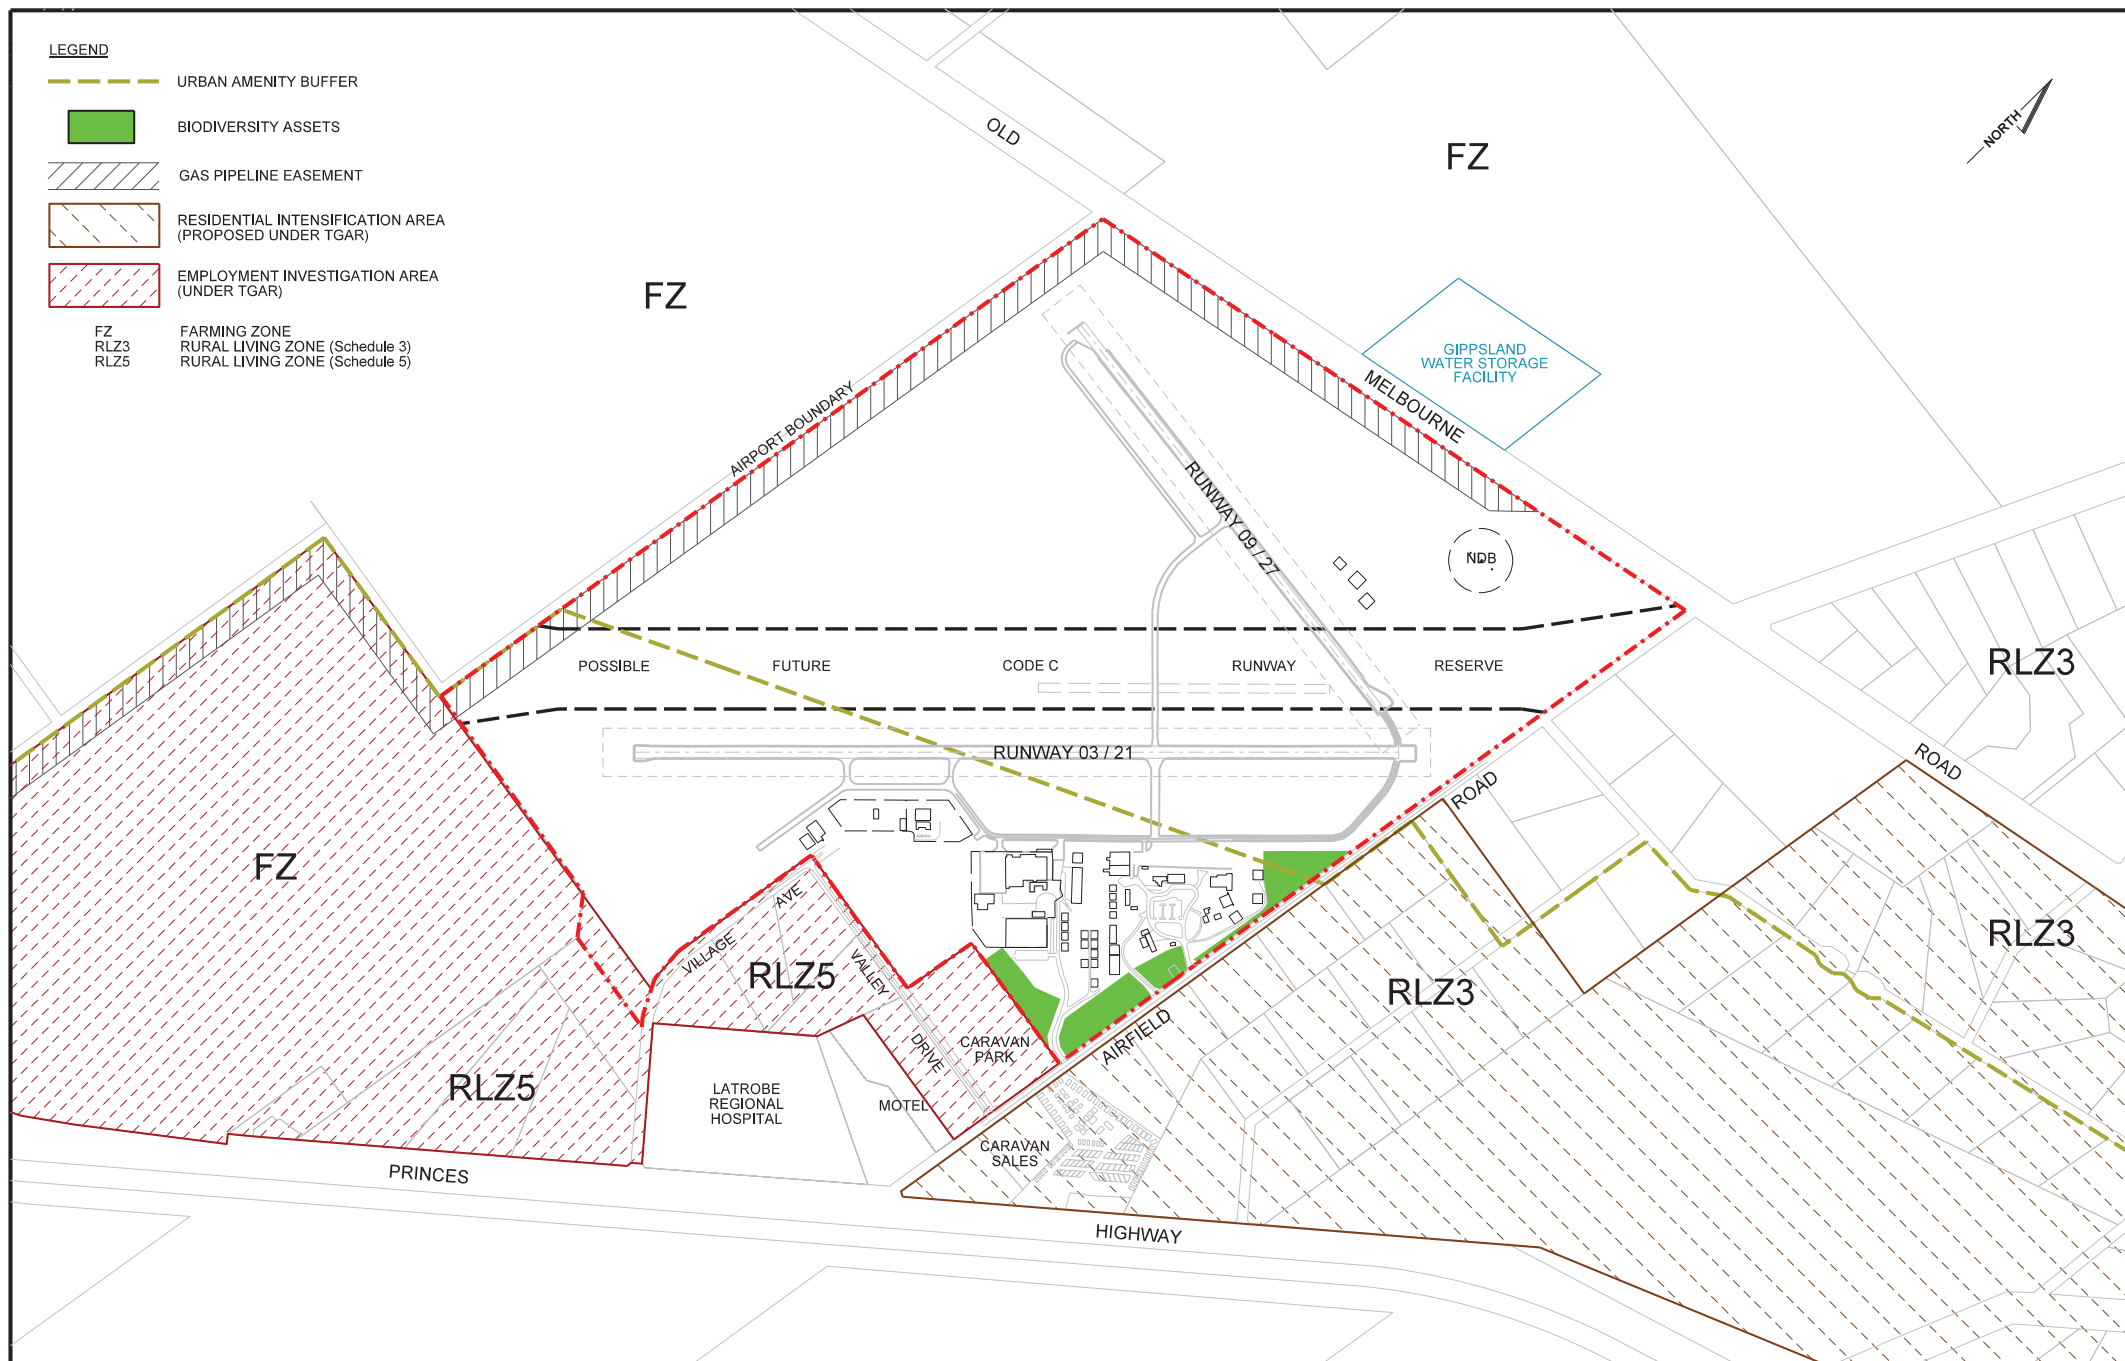 LEGEND
URBAN AMENITY BUFFER
BIODIVERSITY ASSETS
GAS PIPELINE EASEMENT
RESIDENTIAL INTENSIFICATION AREA
(PROPOSED UNDER TGAR)
EMPLOYMENT INVESTIGATION AREA
(UNDER TGAR)
FZ FARMING ZONE
RLZ3 RURAL LIVING ZONE (Schedule 3)
RLZ5 RURAL LIVING ZONE (Schedule 5)
OLD
FZ
NORTH
FZ
GIPPSLAND
WATER STORAGE
FACILITY
MELBOURNE
AIRPORT BOUNDARY
RUNWAY 09 / 27
NDB
POSSIBLE FUTURE CODE C RUNWAY RESERVE
RLZ3
RUNWAY 03 / 21
ROAD
ROAD
FZ
AVE
VILLAGE
RLZ5
VALLEY
RLZ3
RLZ3
AIRFIELD
DRIVE
CARAVAN
PARK
RLZ5
LATROBE
REGIONAL
HOSPITAL
MOTEL
CARAVAN
SALES
PRINCES
HIGHWAY